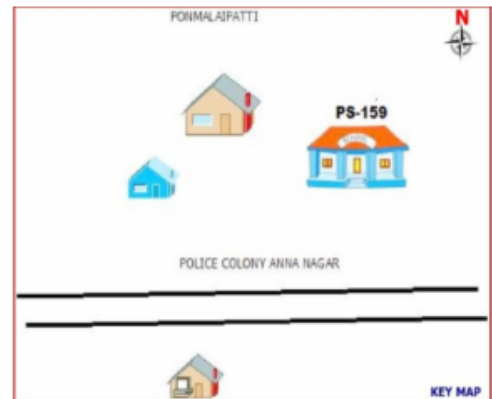 PONMALAIPATTI
N
PS-159
POLICE COLONY ANNA NAGAR
KEY MAP